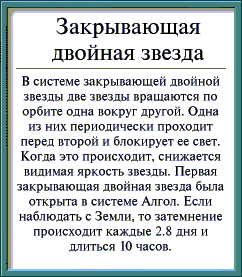 Закрывающая
двойная звезда
В системе закрывающей двойной
звезды две звезды вращаются по
орбите одна вокруг другой. Одна
из них периодически проходит
перед второй и блокирует ее свет.
Когда это происходит, снижается
видимая яркость звезды. Первая
закрывающая двойная звезда была
открыта в системе Алгол. Если
наблюдать с Земли, то затемнение
происходит каждые 2.8 дня и
длиться 10 часов.